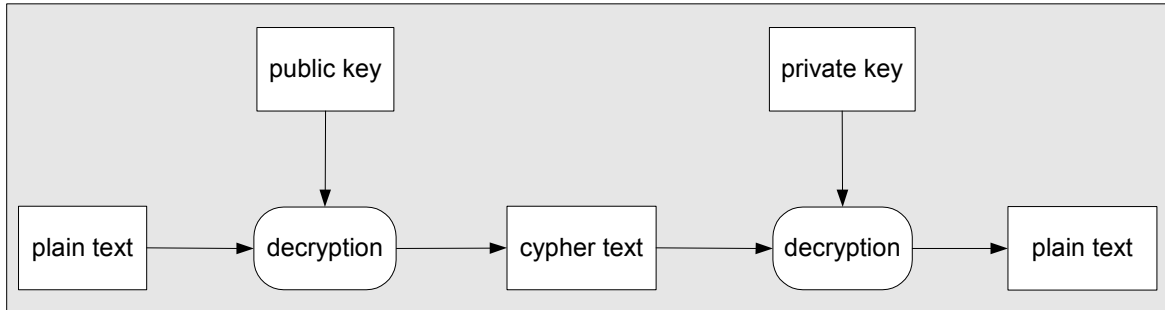 public key
private key
plain text
decryption
cypher text
decryption
plain text